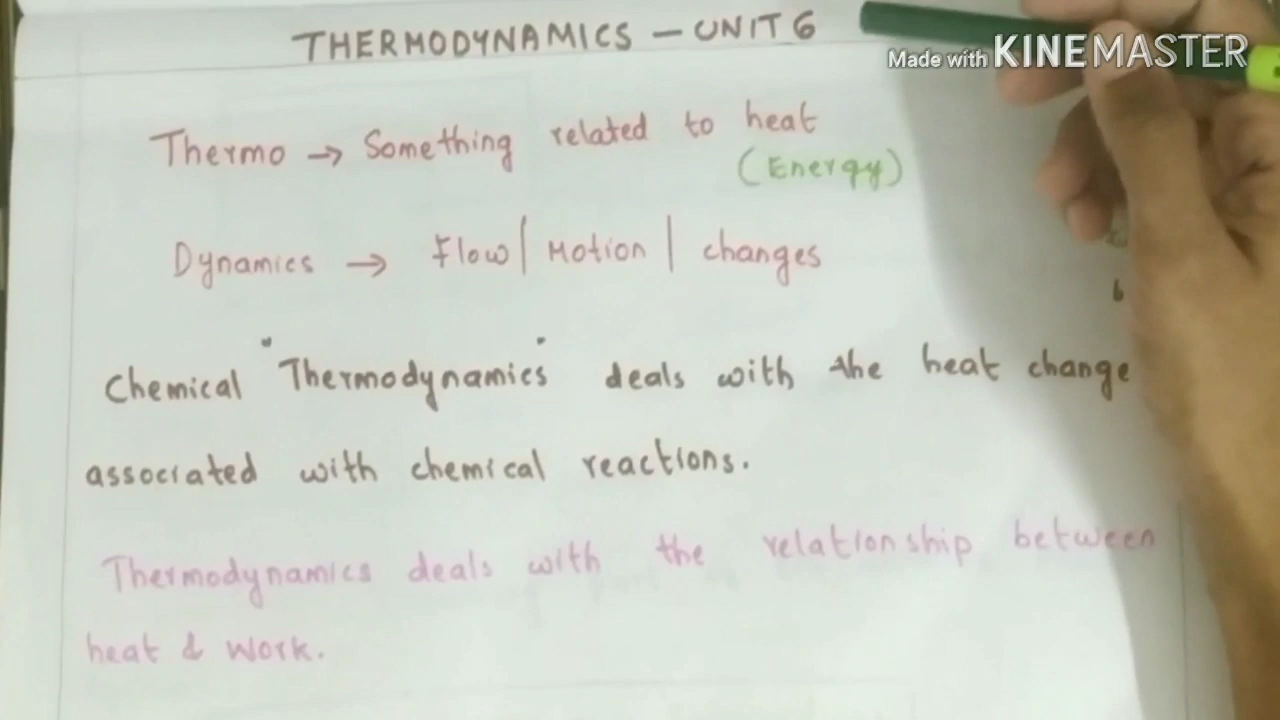 THERMODYNAMICS – UNIT 6
Made with KINEMASTER
Thermo → Something related to heat
(Energy)
Dynamics → Flow | Motion | changes
Chemical "Thermodynamics" deals with the heat change
associated with chemical reactions.
Thermodynamics deals with the relationship between
heat & work.